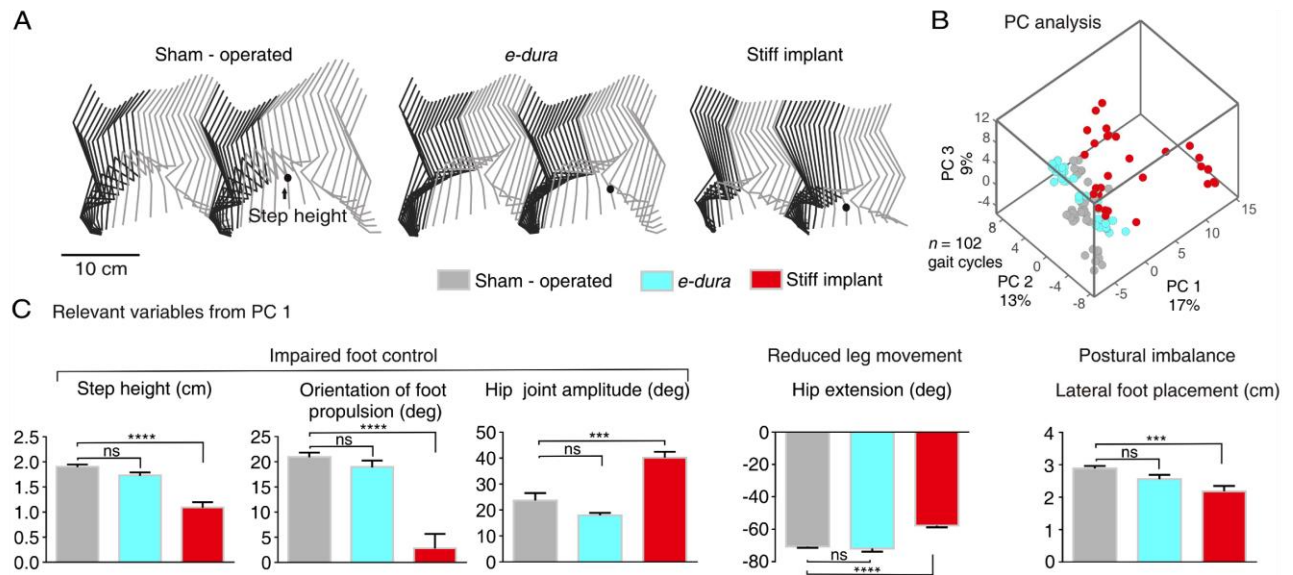 A
Sham - operated
e-dura
Stiff implant
Step height
10 cm
B
PC analysis
12
8
4
0
-4
PC 3
9%
8
4
0
-4
-8
PC 2
13%
-5
0
5
10
15
PC 1
17%
n = 102
gait cycles
Sham - operated
e-dura
Stiff implant
C Relevant variables from PC 1
Impaired foot control
Step height (cm)
2.5
2.0
1.5
1.0
0.5
0.0
****
ns
Orientation of foot
propulsion (deg)
25
20
15
10
5
0
****
ns
Hip joint amplitude (deg)
50
40
30
20
10
0
***
ns
Reduced leg movement
Hip extension (deg)
0
-20
-40
-60
-80
ns
****
Postural imbalance
Lateral foot placement (cm)
4
3
2
1
0
***
ns